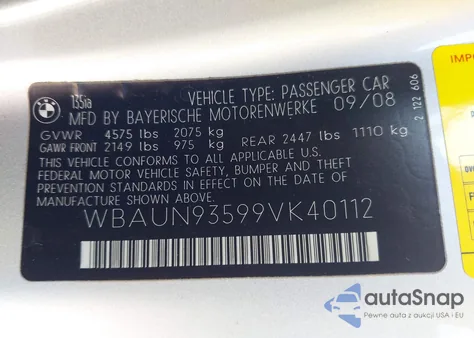 BMW
135ia
VEHICLE TYPE: PASSENGER CAR
MFD BY BAYERISCHE MOTORENWERKE 09/08
GVWR 4575 lbs 2075 kg
GAWR FRONT 2149 lbs 975 kg REAR 2447 lbs 1110 kg
THIS VEHICLE CONFORMS TO ALL APPLICABLE
FEDERAL MOTOR VEHICLE SAFETY, BUMPER AND THEFT
PREVENTION STANDARDS IN EFFECT ON THE DATE OF
MANUFACTURE SHOWN ABOVE.
WBAUN93599VK40112
2 122 606
IMPO
autoSnap
Pewne auta z aukcji USA i EU